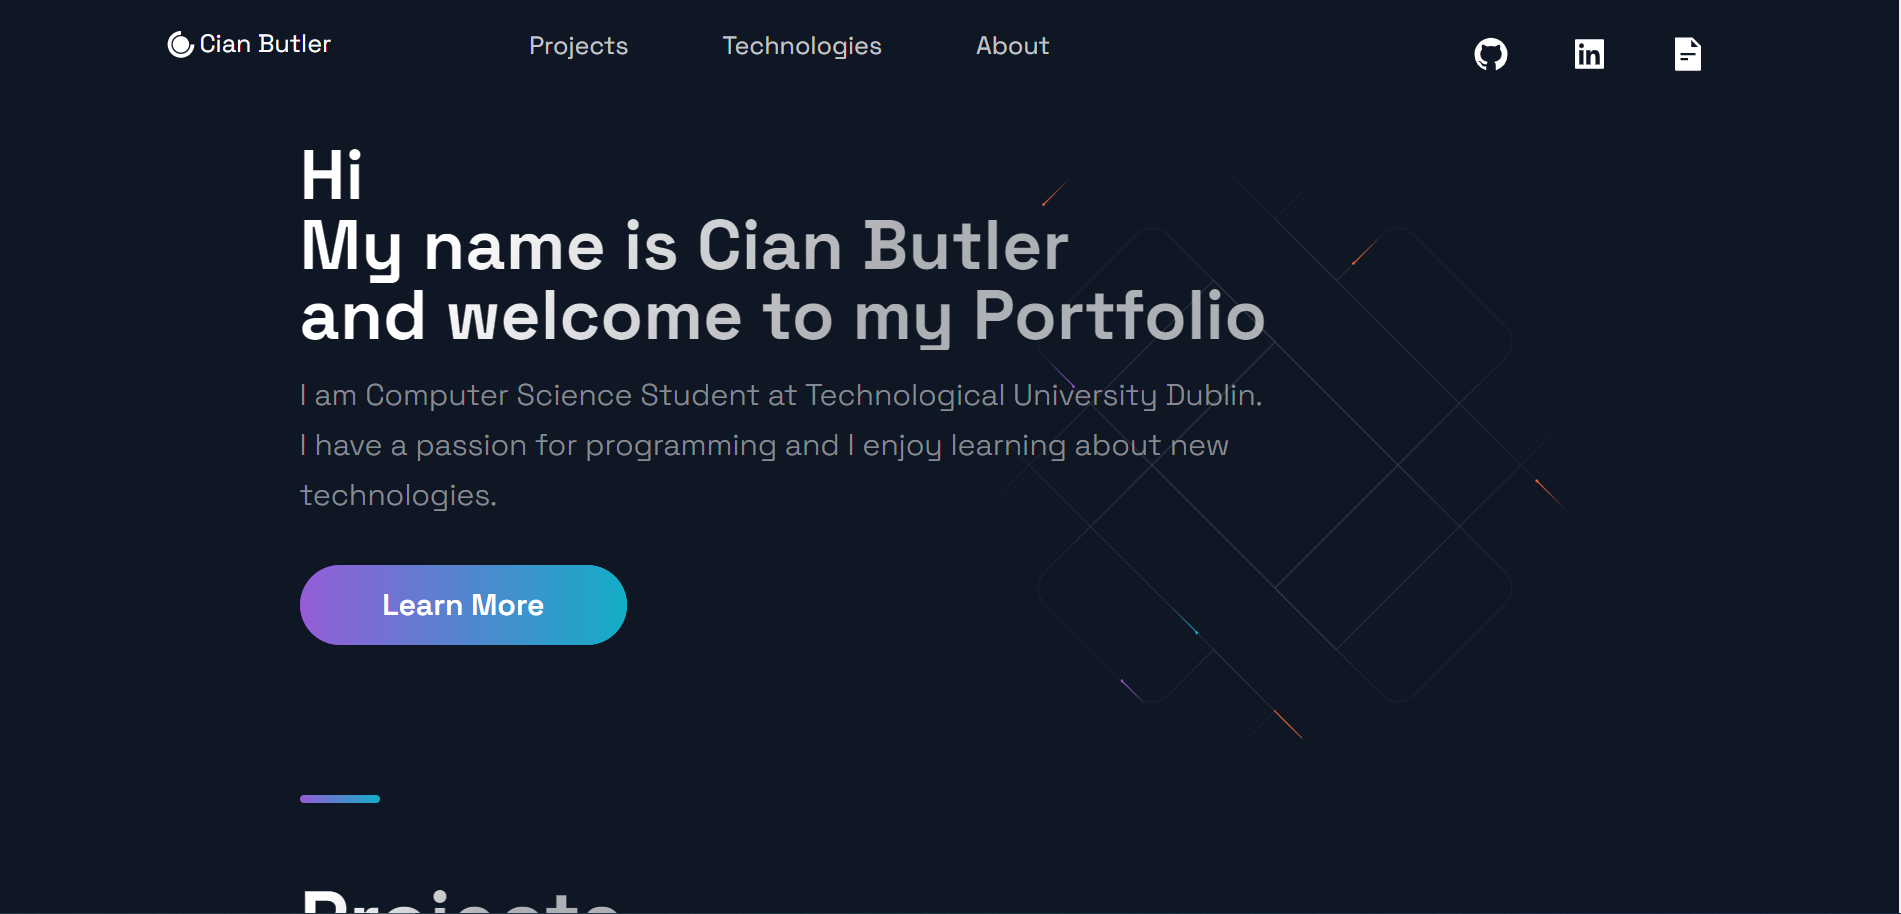 Cian Butler
Projects
Technologies
About
Hi
My name is Cian Butler
and welcome to my Portfolio
I am Computer Science Student at Technological University Dublin.
I have a passion for programming and I enjoy learning about new
technologies.
Learn More
Projects